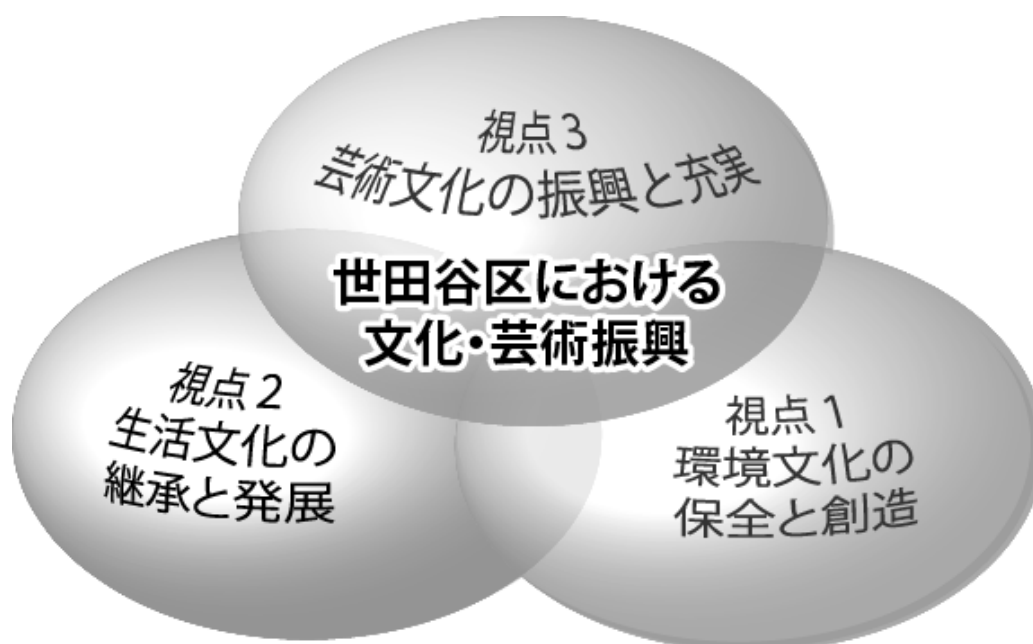 視点3
芸術文化の振興と充実
世田谷区における
文化・芸術振興
視点2
生活文化の
継承と発展
視点1
環境文化の
保全と創造